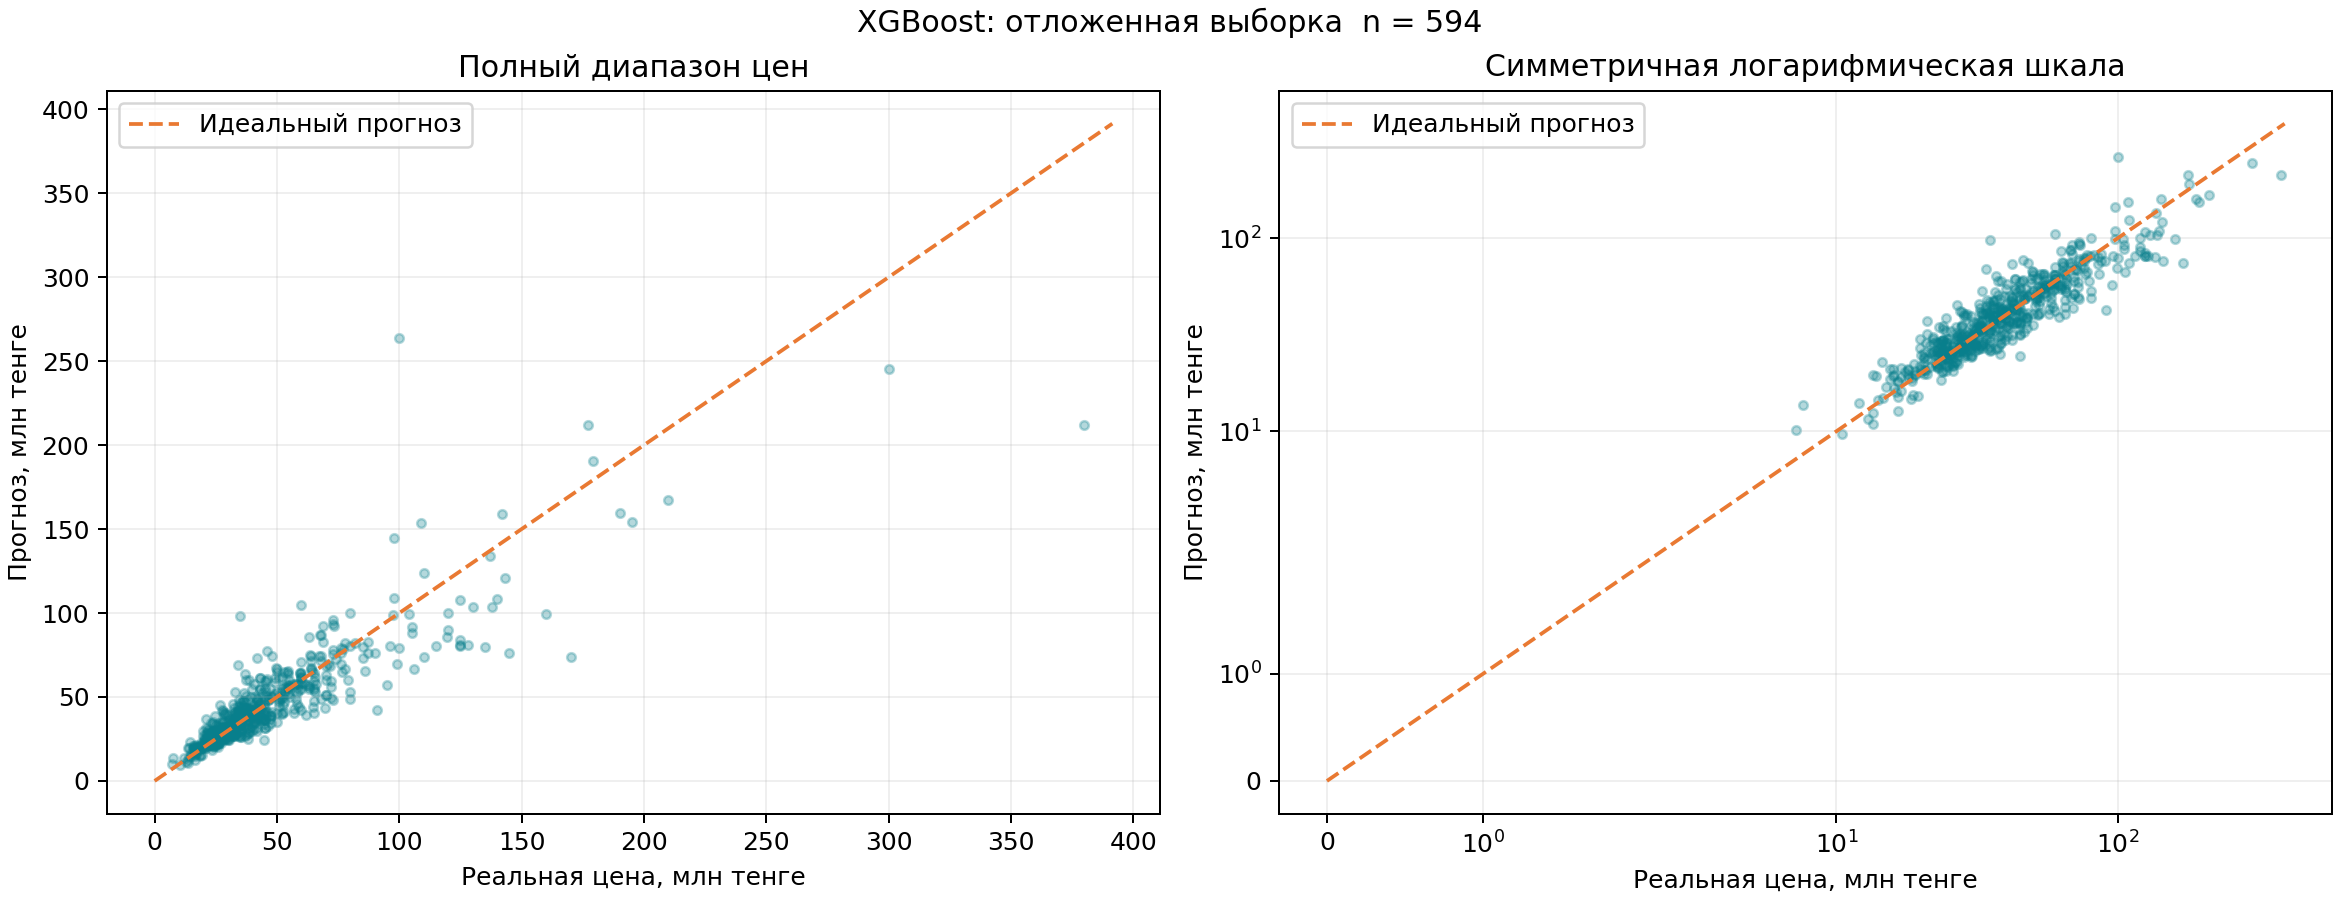 XGBoost: отложенная выборка  n = 594
Полный диапазон цен
Идеальный прогноз
400
350
300
250
200
150
100
50
0
Прогноз, млн тенге
0 50 100 150 200 250 300 350 400
Реальная цена, млн тенге
Симметричная логарифмическая шкала
Идеальный прогноз
10²
10¹
10⁰
0
Прогноз, млн тенге
0 10⁰ 10¹ 10²
Реальная цена, млн тенге